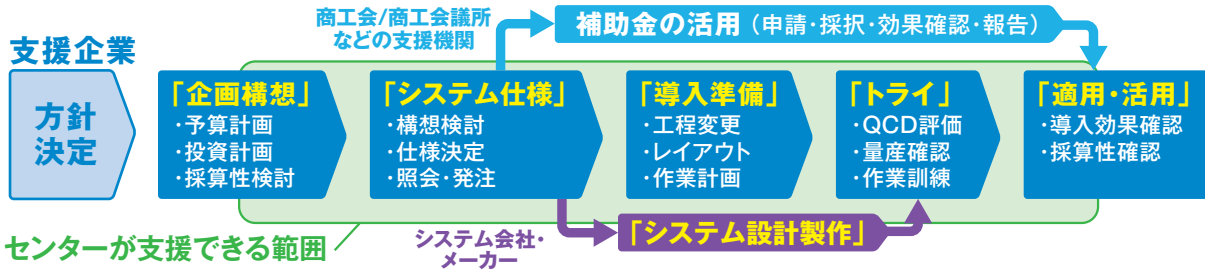 商工会/商工会議所
などの支援機関
補助金の活用（申請・採択・効果確認・報告）
支援企業
方針
決定
「企画構想」
・予算計画
・投資計画
・採算性検討
「システム仕様」
・構想検討
・仕様決定
・照会・発注
「導入準備」
・工程変更
・レイアウト
・作業計画
「トライ」
・QCD評価
・量産確認
・作業訓練
「適用・活用」
・導入効果確認
・採算性確認
センターが支援できる範囲
システム会社・
メーカー
「システム設計製作」